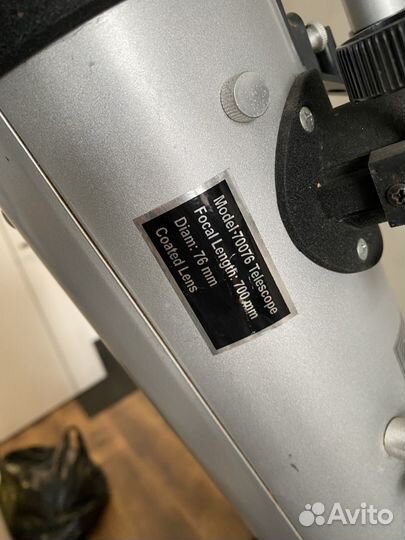 Model:70076 Telescope
Focal Length: 700 mm
Diam: 76 mm
Coated Lens
Avito